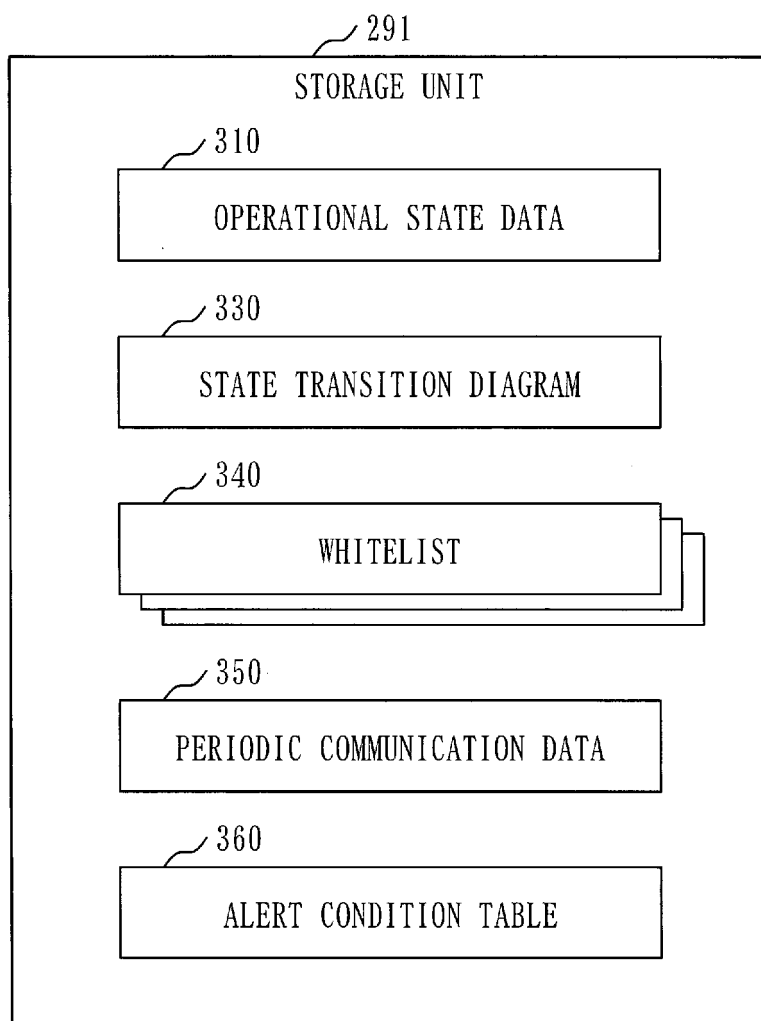 291
STORAGE UNIT
310
OPERATIONAL STATE DATA
330
STATE TRANSITION DIAGRAM
340
WHITELIST
350
PERIODIC COMMUNICATION DATA
360
ALERT CONDITION TABLE